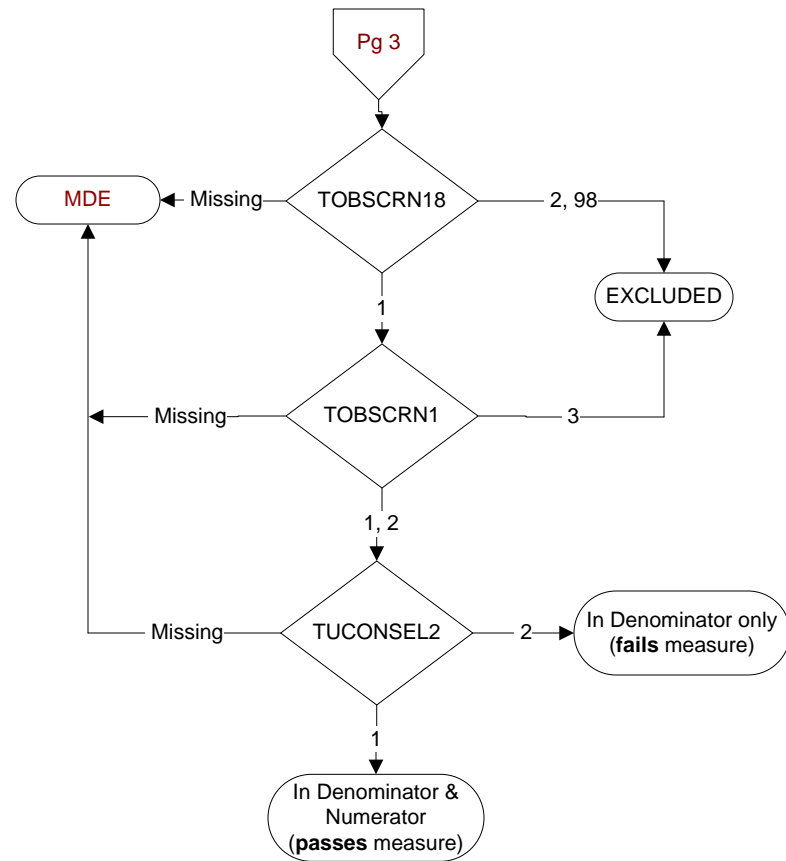 Pg 3
TOBSCRN18
MDE
Missing
2, 98
EXCLUDED
1
TOBSCRN1
Missing
3
1, 2
TUCONSEL2
Missing
2
In Denominator only
(fails measure)
1
In Denominator &
Numerator
(passes measure)